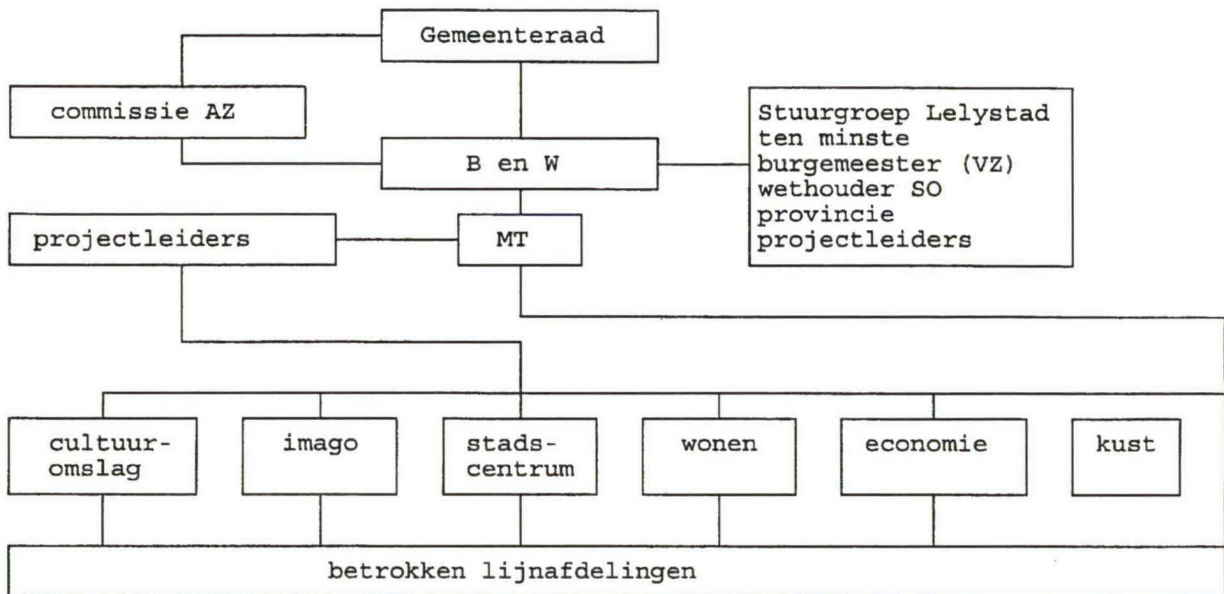 Gemeenteraad
commissie AZ
B en W
Stuurgroep Lelystad
ten minste
burgemeester (VZ)
wethouder SO
provincie
projectleiders
projectleiders
MT
cultuur-
omslag
imago
stads-
centrum
wonen
economie
kust
betrokken lijnafdelingen